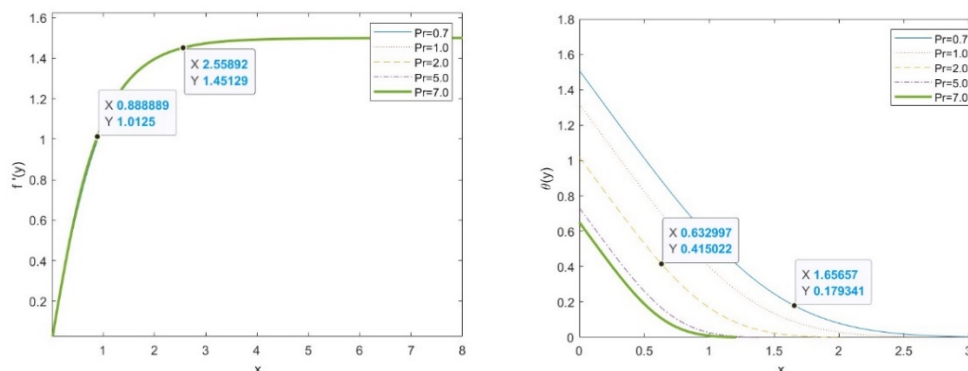 1.6
1.4
1.2
1
0.8
0.6
0.4
0.2
f '(y)
1 2 3 4 5 6 7 8
x
X 2.55892
Y 1.45129
X 0.888889
Y 1.0125
Pr=0.7
Pr=1.0
Pr=2.0
Pr=5.0
Pr=7.0
1.8
1.6
1.4
1.2
1
0.8
0.6
0.4
0.2
0
θ(y)
0 0.5 1 1.5 2 2.5 3
x
X 0.632997
Y 0.415022
X 1.65657
Y 0.179341
Pr=0.7
Pr=1.0
Pr=2.0
Pr=5.0
Pr=7.0